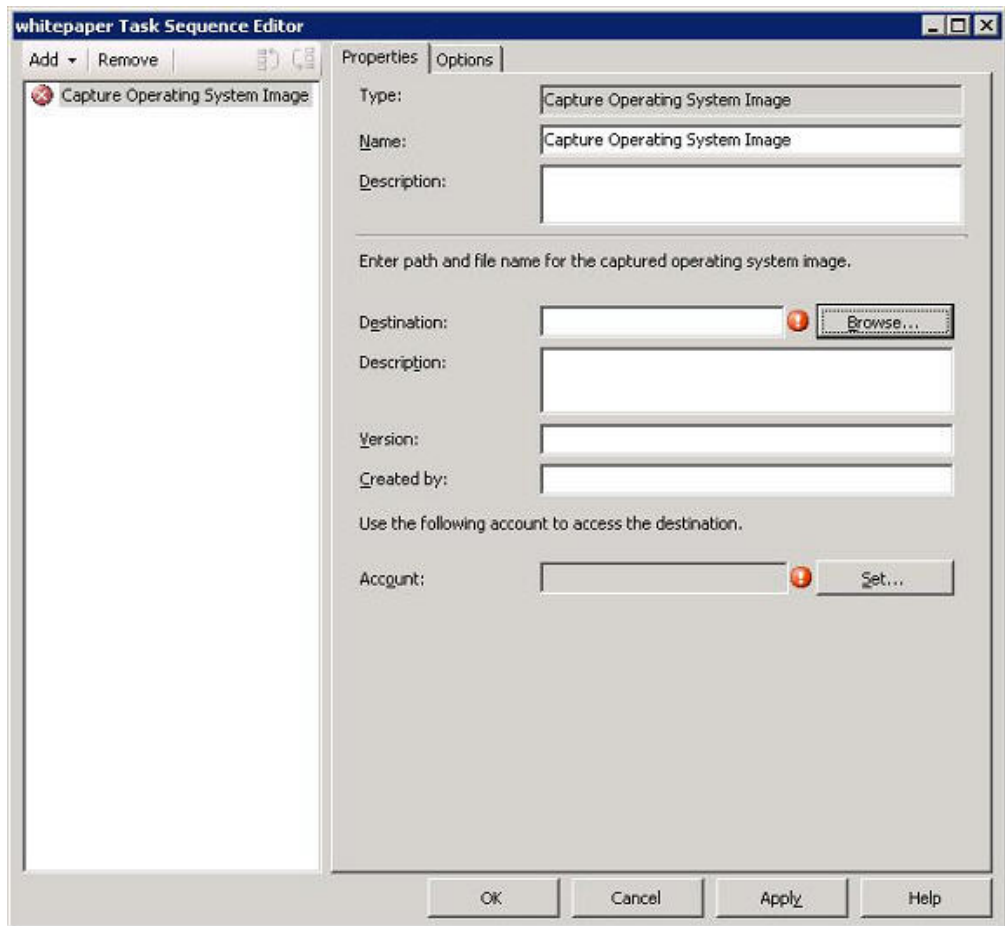 whitepaper Task Sequence Editor
Add Remove
Capture Operating System Image
Properties Options
Type: Capture Operating System Image
Name: Capture Operating System Image
Description:
Enter path and file name for the captured operating system image.
Destination: Browse...
Description:
Version:
Created by:
Use the following account to access the destination.
Account: Set...
OK Cancel Apply Help